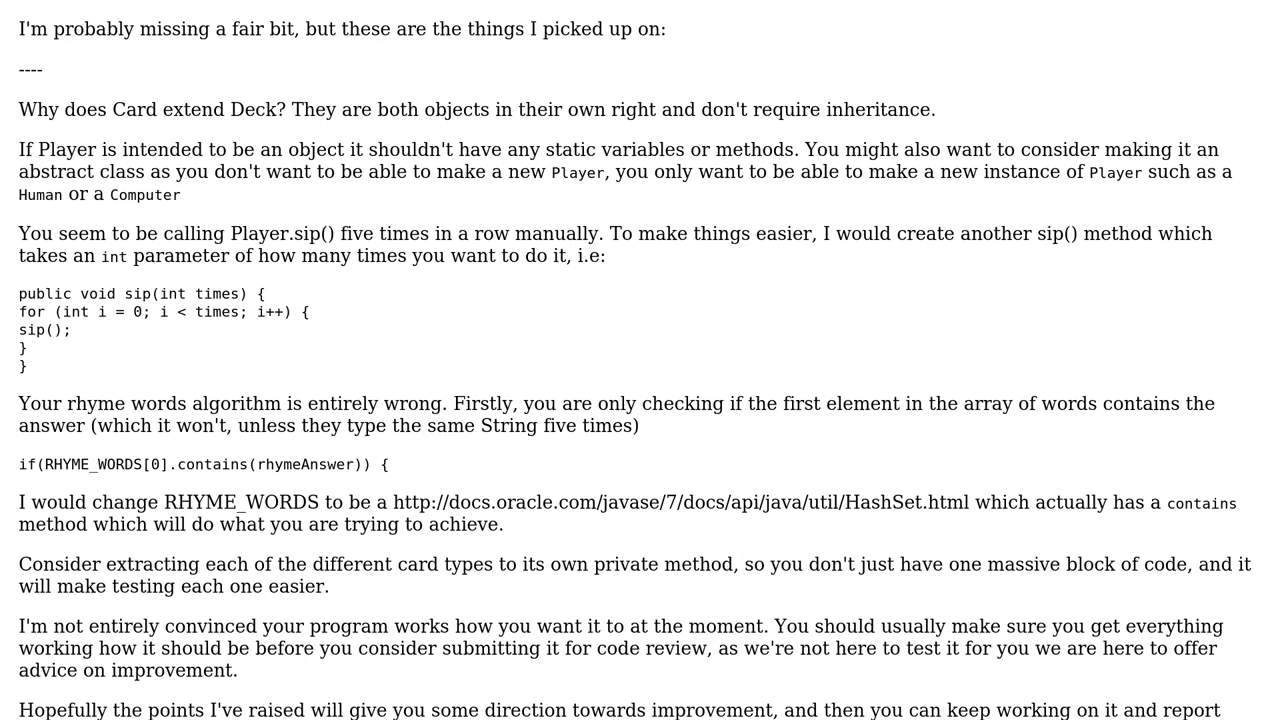 I'm probably missing a fair bit, but these are the things I picked up on:
----
Why does Card extend Deck? They are both objects in their own right and don't require inheritance.
If Player is intended to be an object it shouldn't have any static variables or methods. You might also want to consider making it an
abstract class as you don't want to be able to make a new Player, you only want to be able to make a new instance of Player such as a
Human or a Computer
You seem to be calling Player.sip() five times in a row manually. To make things easier, I would create another sip() method which
takes an int parameter of how many times you want to do it, i.e:
public void sip(int times) {
for (int i = 0; i < times; i++) {
sip();
}
}
Your rhyme words algorithm is entirely wrong. Firstly, you are only checking if the first element in the array of words contains the
answer (which it won't, unless they type the same String five times)
if(RHYME_WORDS[0].contains(rhymeAnswer)) {
I would change RHYME_WORDS to be a http://docs.oracle.com/javase/7/docs/api/java/util/HashSet.html which actually has a contains
method which will do what you are trying to achieve.
Consider extracting each of the different card types to its own private method, so you don't just have one massive block of code, and it
will make testing each one easier.
I'm not entirely convinced your program works how you want it to at the moment. You should usually make sure you get everything
working how it should be before you consider submitting it for code review, as we're not here to test it for you we are here to offer
advice on improvement.
Hopefully the points I've raised will give you some direction towards improvement, and then you can keep working on it and report